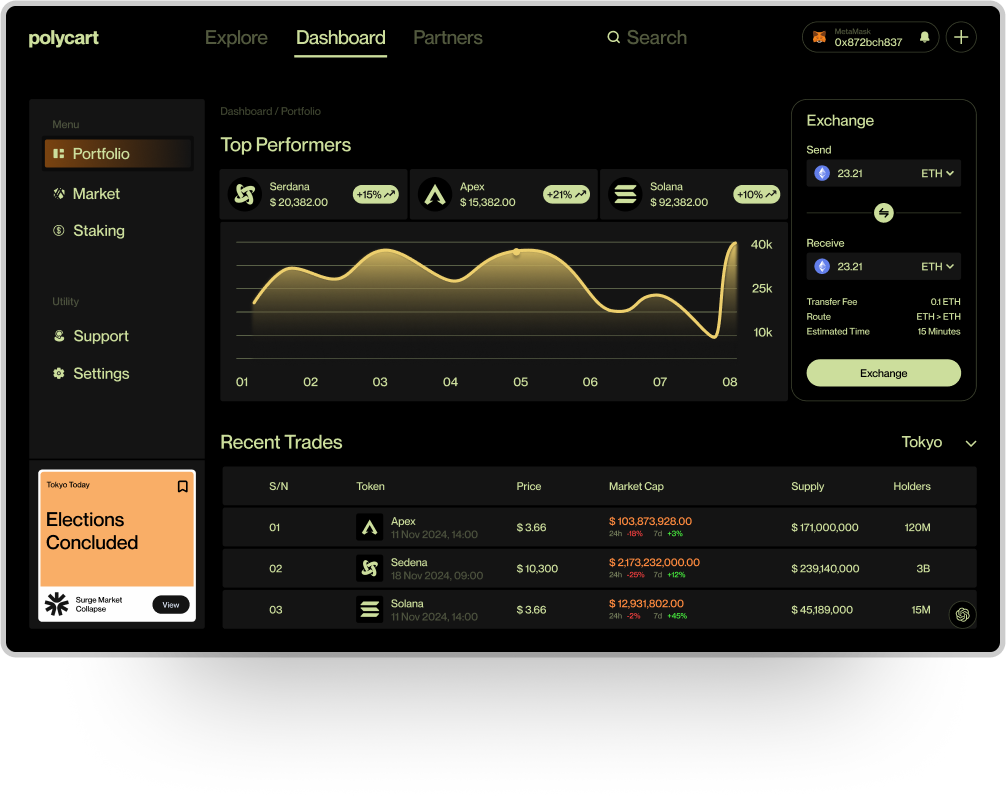 polycart
Explore Dashboard Partners
Search
MetaMask
0x872bch837
Menu
Portfolio
Market
Staking
Utility
Support
Settings
Tokyo Today
Elections
Concluded
Surge Market
Collapse
View
Dashboard / Portfolio
Top Performers
Serdana
$ 20,382.00
+15%
Apex
$ 15,382.00
+21%
Solana
$ 92,382.00
+10%
40k
25k
10k
01 02 03 04 05 06 07 08
Exchange
Send
23.21 ETH
Receive
23.21 ETH
Transfer Fee 0.1 ETH
Route ETH > ETH
Estimated Time 15 Minutes
Exchange
Recent Trades
Tokyo
S/N Token Price Market Cap Supply Holders
01 Apex $ 3.66 $ 103,873,928.00 $ 171,000,000 120M
11 Nov 2024, 14:00 24h -18% 7d +3%
02 Sedena $ 10,300 $ 2,173,232,000.00 $ 239,140,000 3B
18 Nov 2024, 09:00 24h -25% 7d +12%
03 Solana $ 3.66 $ 12,931,802.00 $ 45,189,000 15M
11 Nov 2024, 14:00 24h -2% 7d +45%